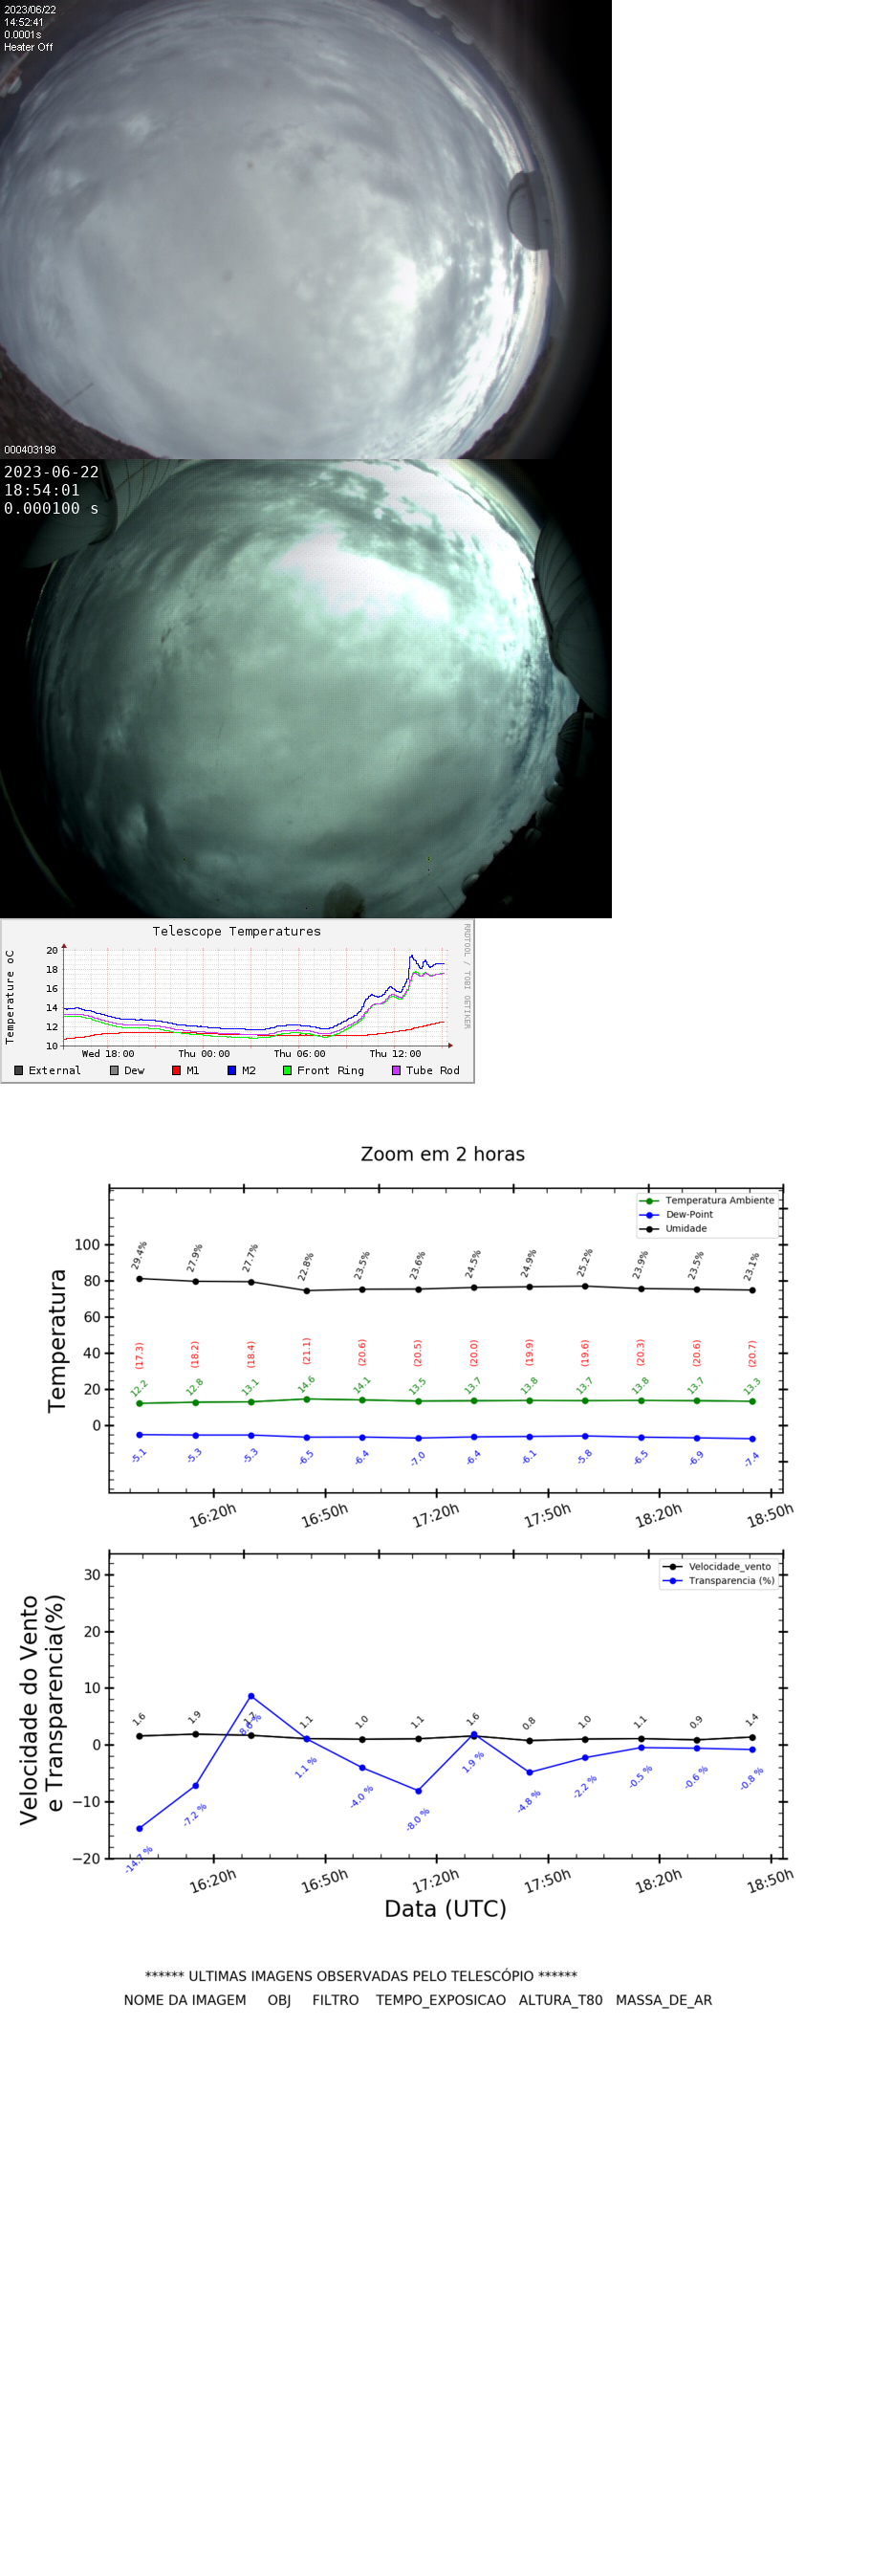 2023/06/22
14:52:41
0.0001s
Heater Off
000403198
2023-06-22
18:54:01
0.000100 s
Telescope Temperatures
RRDTOOL / TOBI OETIKER
Temperature oC
20
18
16
14
12
10
Wed 18:00 Thu 00:00 Thu 06:00 Thu 12:00
External Dew M1 M2 Front Ring Tube Rod
Zoom em 2 horas
Temperatura Ambiente
Dew-Point
Umidade
Temperatura
100
80
60
40
20
0
29.4% 27.9% 27.7% 22.8% 23.5% 23.6% 24.5% 24.9% 25.2% 23.9% 23.5% 23.1%
(17.3) (18.2) (18.4) (21.1) (20.6) (20.5) (20.0) (19.9) (19.6) (20.3) (20.6) (20.7)
12.2 12.8 13.1 14.6 14.1 13.5 13.7 13.8 13.7 13.8 13.7 13.3
-5.1 -5.3 -5.3 -6.5 -6.4 -7.0 -6.4 -6.1 -5.8 -6.5 -6.9 -7.4
16:20h 16:50h 17:20h 17:50h 18:20h 18:50h
Velocidade_vento
Transparencia (%)
Velocidade do Vento
e Transparencia(%)
30
20
10
0
−10
−20
1.6 1.9 1.1 1.0 1.1 1.6 0.8 1.0 1.1 0.9 1.4
-7.2 % 1.1 % -4.0 % -8.0 % 1.9 % -4.8 % -2.2 % -0.5 % -0.6 % -0.8 %
16:20h 16:50h 17:20h 17:50h 18:20h 18:50h
Data (UTC)
****** ULTIMAS IMAGENS OBSERVADAS PELO TELESCÓPIO ******
NOME DA IMAGEM OBJ FILTRO TEMPO_EXPOSICAO ALTURA_T80 MASSA_DE_AR